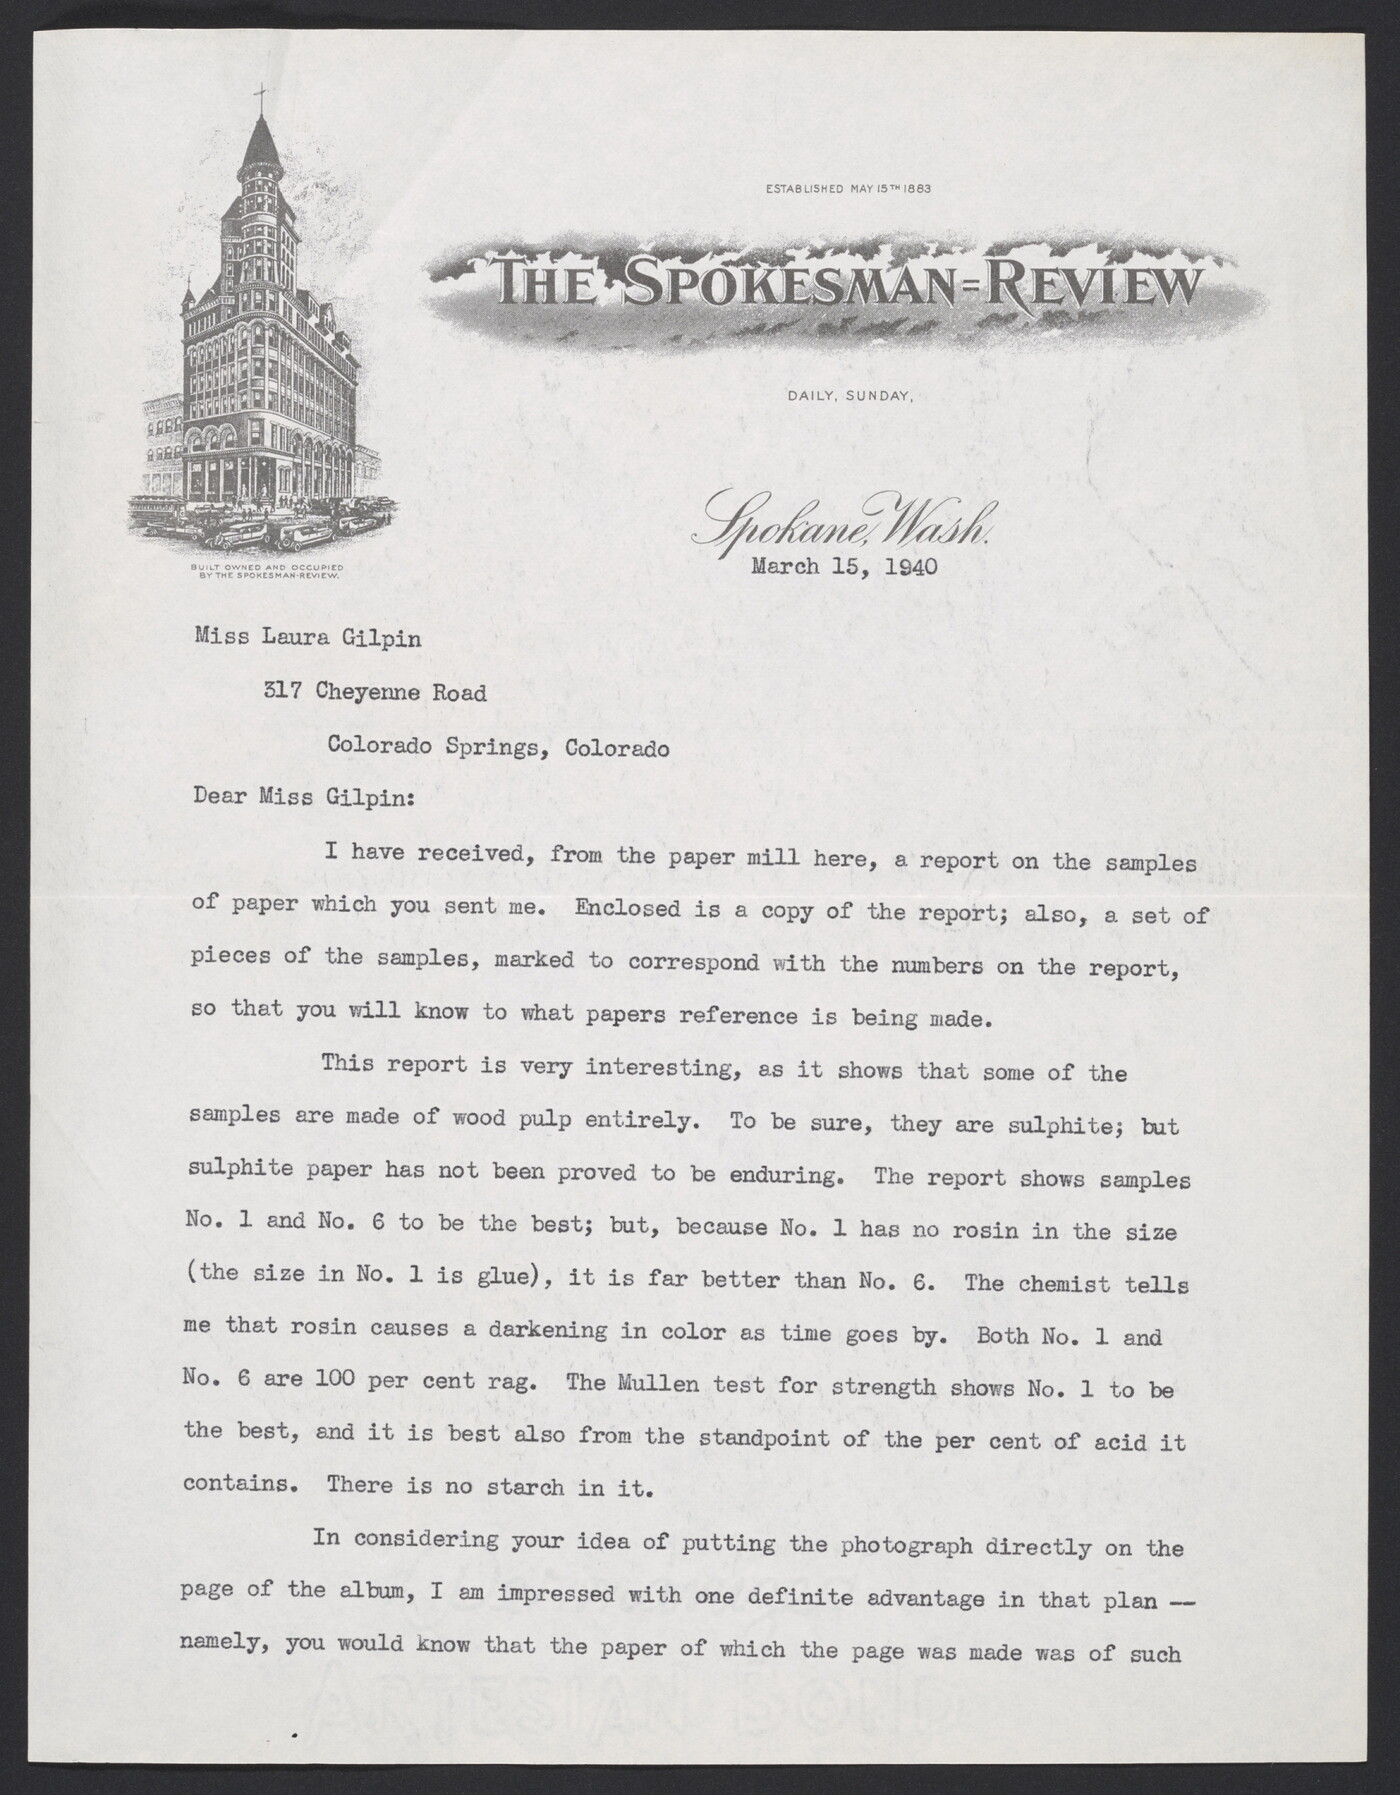 ESTABLISHED MAY 15TH 1883
THE SPOKESMAN=REVIEW
DAILY, SUNDAY,
Spokane, Wash.
March 15, 1940
BUILT OWNED AND OCCUPIED
BY THE SPOKESMAN-REVIEW.
Miss Laura Gilpin
317 Cheyenne Road
Colorado Springs, Colorado
Dear Miss Gilpin:
I have received, from the paper mill here, a report on the samples
of paper which you sent me. Enclosed is a copy of the report; also, a set of
pieces of the samples, marked to correspond with the numbers on the report,
so that you will know to what papers reference is being made.
This report is very interesting, as it shows that some of the
samples are made of wood pulp entirely. To be sure, they are sulphite; but
sulphite paper has not been proved to be enduring. The report shows samples
No. 1 and No. 6 to be the best; but, because No. 1 has no rosin in the size
(the size in No. 1 is glue), it is far better than No. 6. The chemist tells
me that rosin causes a darkening in color as time goes by. Both No. 1 and
No. 6 are 100 per cent rag. The Mullen test for strength shows No. 1 to be
the best, and it is best also from the standpoint of the per cent of acid it
contains. There is no starch in it.
In considering your idea of putting the photograph directly on the
page of the album, I am impressed with one definite advantage in that plan --
namely, you would know that the paper of which the page was made was of such